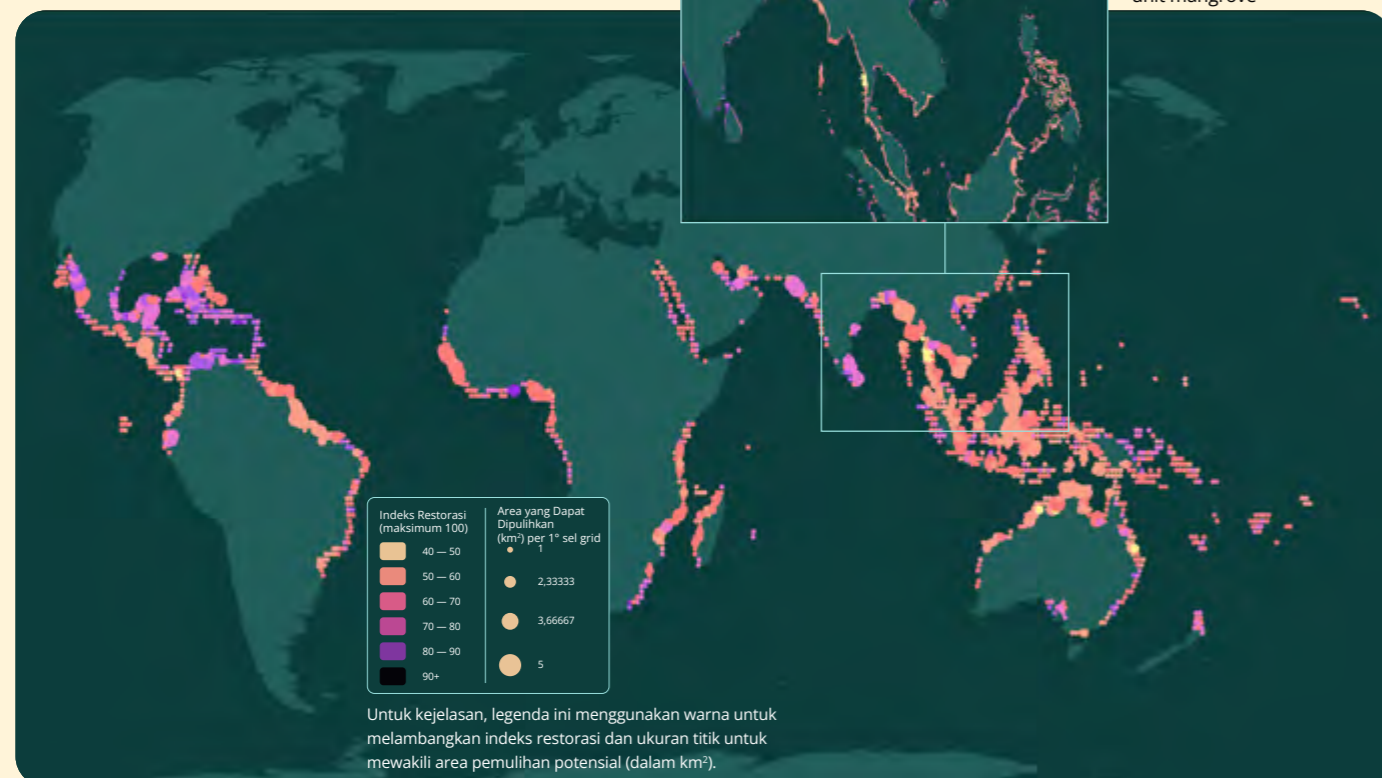 unit mangrove
Indeks Restorasi
(maksimum 100)
40 — 50
50 — 60
60 — 70
70 — 80
80 — 90
90+
Area yang Dapat
Dipulihkan
(km²) per 1° sel grid
1
2,33333
3,66667
5
Untuk kejelasan, legenda ini menggunakan warna untuk
melambangkan indeks restorasi dan ukuran titik untuk
mewakili area pemulihan potensial (dalam km²).